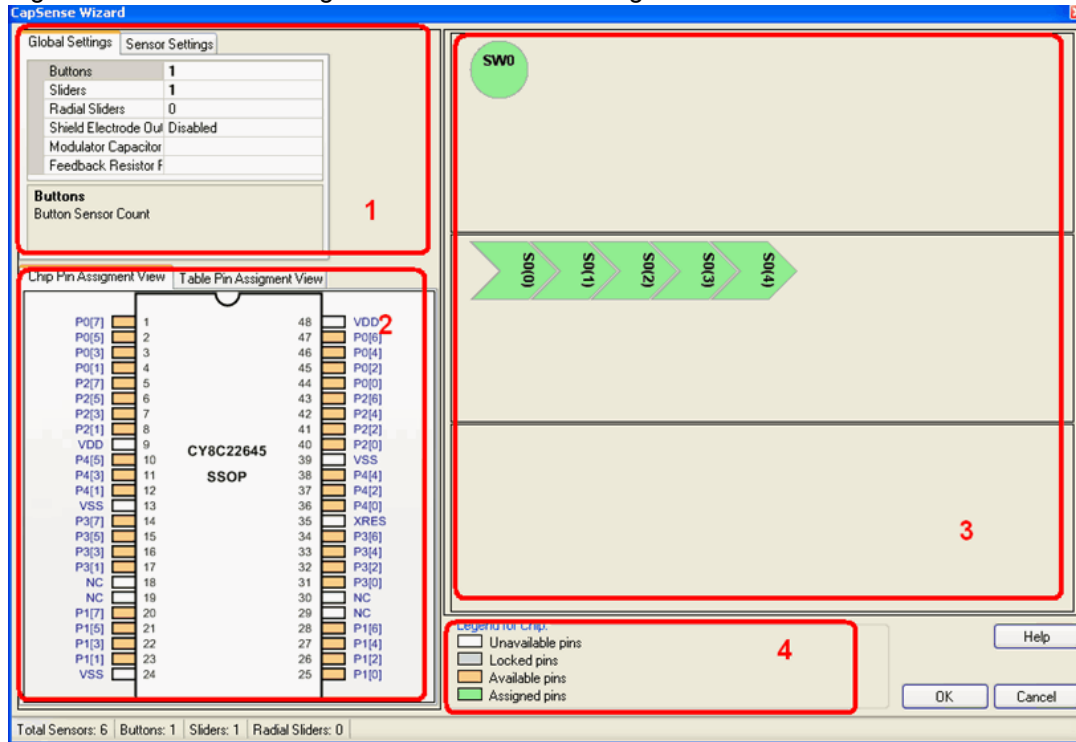 CapSense Wizard
Global Settings Sensor Settings
Buttons 1
Sliders 1
Radial Sliders 0
Shield Electrode Out Disabled
Modulator Capacitor
Feedback Resistor F
Buttons
Button Sensor Count
1
Chip Pin Assigment View Table Pin Assigment View
2
P0[7] 1 48 VDD
P0[5] 2 47 P0[6]
P0[3] 3 46 P0[4]
P0[1] 4 45 P0[2]
P2[7] 5 44 P0[0]
P2[5] 6 43 P2[6]
P2[3] 7 42 P2[4]
P2[1] 8 41 P2[2]
VDD 9 40 P2[0]
P4[5] 10 39 VSS
P4[3] 11 38 P4[4]
P4[1] 12 37 P4[2]
VSS 13 36 P4[0]
P3[7] 14 35 XRES
P3[5] 15 34 P3[6]
P3[3] 16 33 P3[4]
P3[1] 17 32 P3[2]
NC 18 31 P3[0]
NC 19 30 NC
P1[7] 20 29 NC
P1[5] 21 28 P1[6]
P1[3] 22 27 P1[4]
P1[1] 23 26 P1[2]
VSS 24 25 P1[0]
CY8C22645
SSOP
SW0
S0(0) S0(1) S0(2) S0(3) S0(4)
3
Legend for Chip:
Unavailable pins
Locked pins
Available pins
Assigned pins
4
Help
OK Cancel
Total Sensors: 6 Buttons: 1 Sliders: 1 Radial Sliders: 0